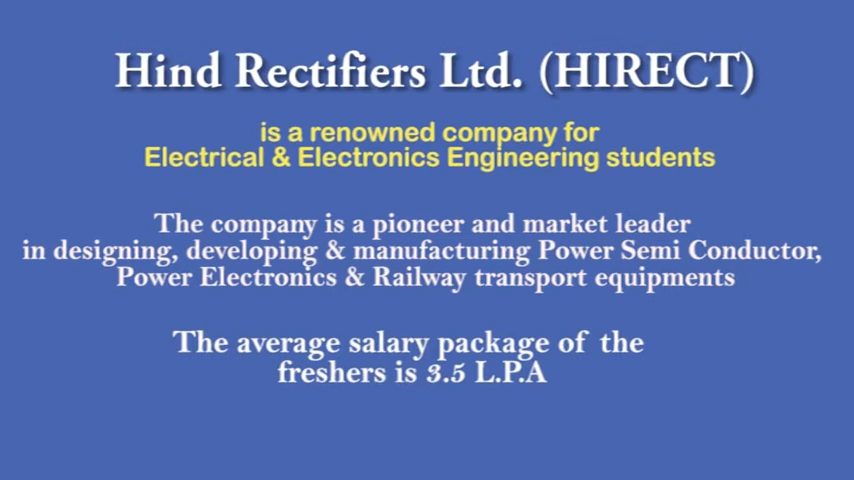 Hind Rectifiers Ltd. (HIRECT)
is a renowned company for
Electrical & Electronics Engineering students
The company is a pioneer and market leader
in designing, developing & manufacturing Power Semi Conductor,
Power Electronics & Railway transport equipments
The average salary package of the
freshers is 3.5 L.P.A